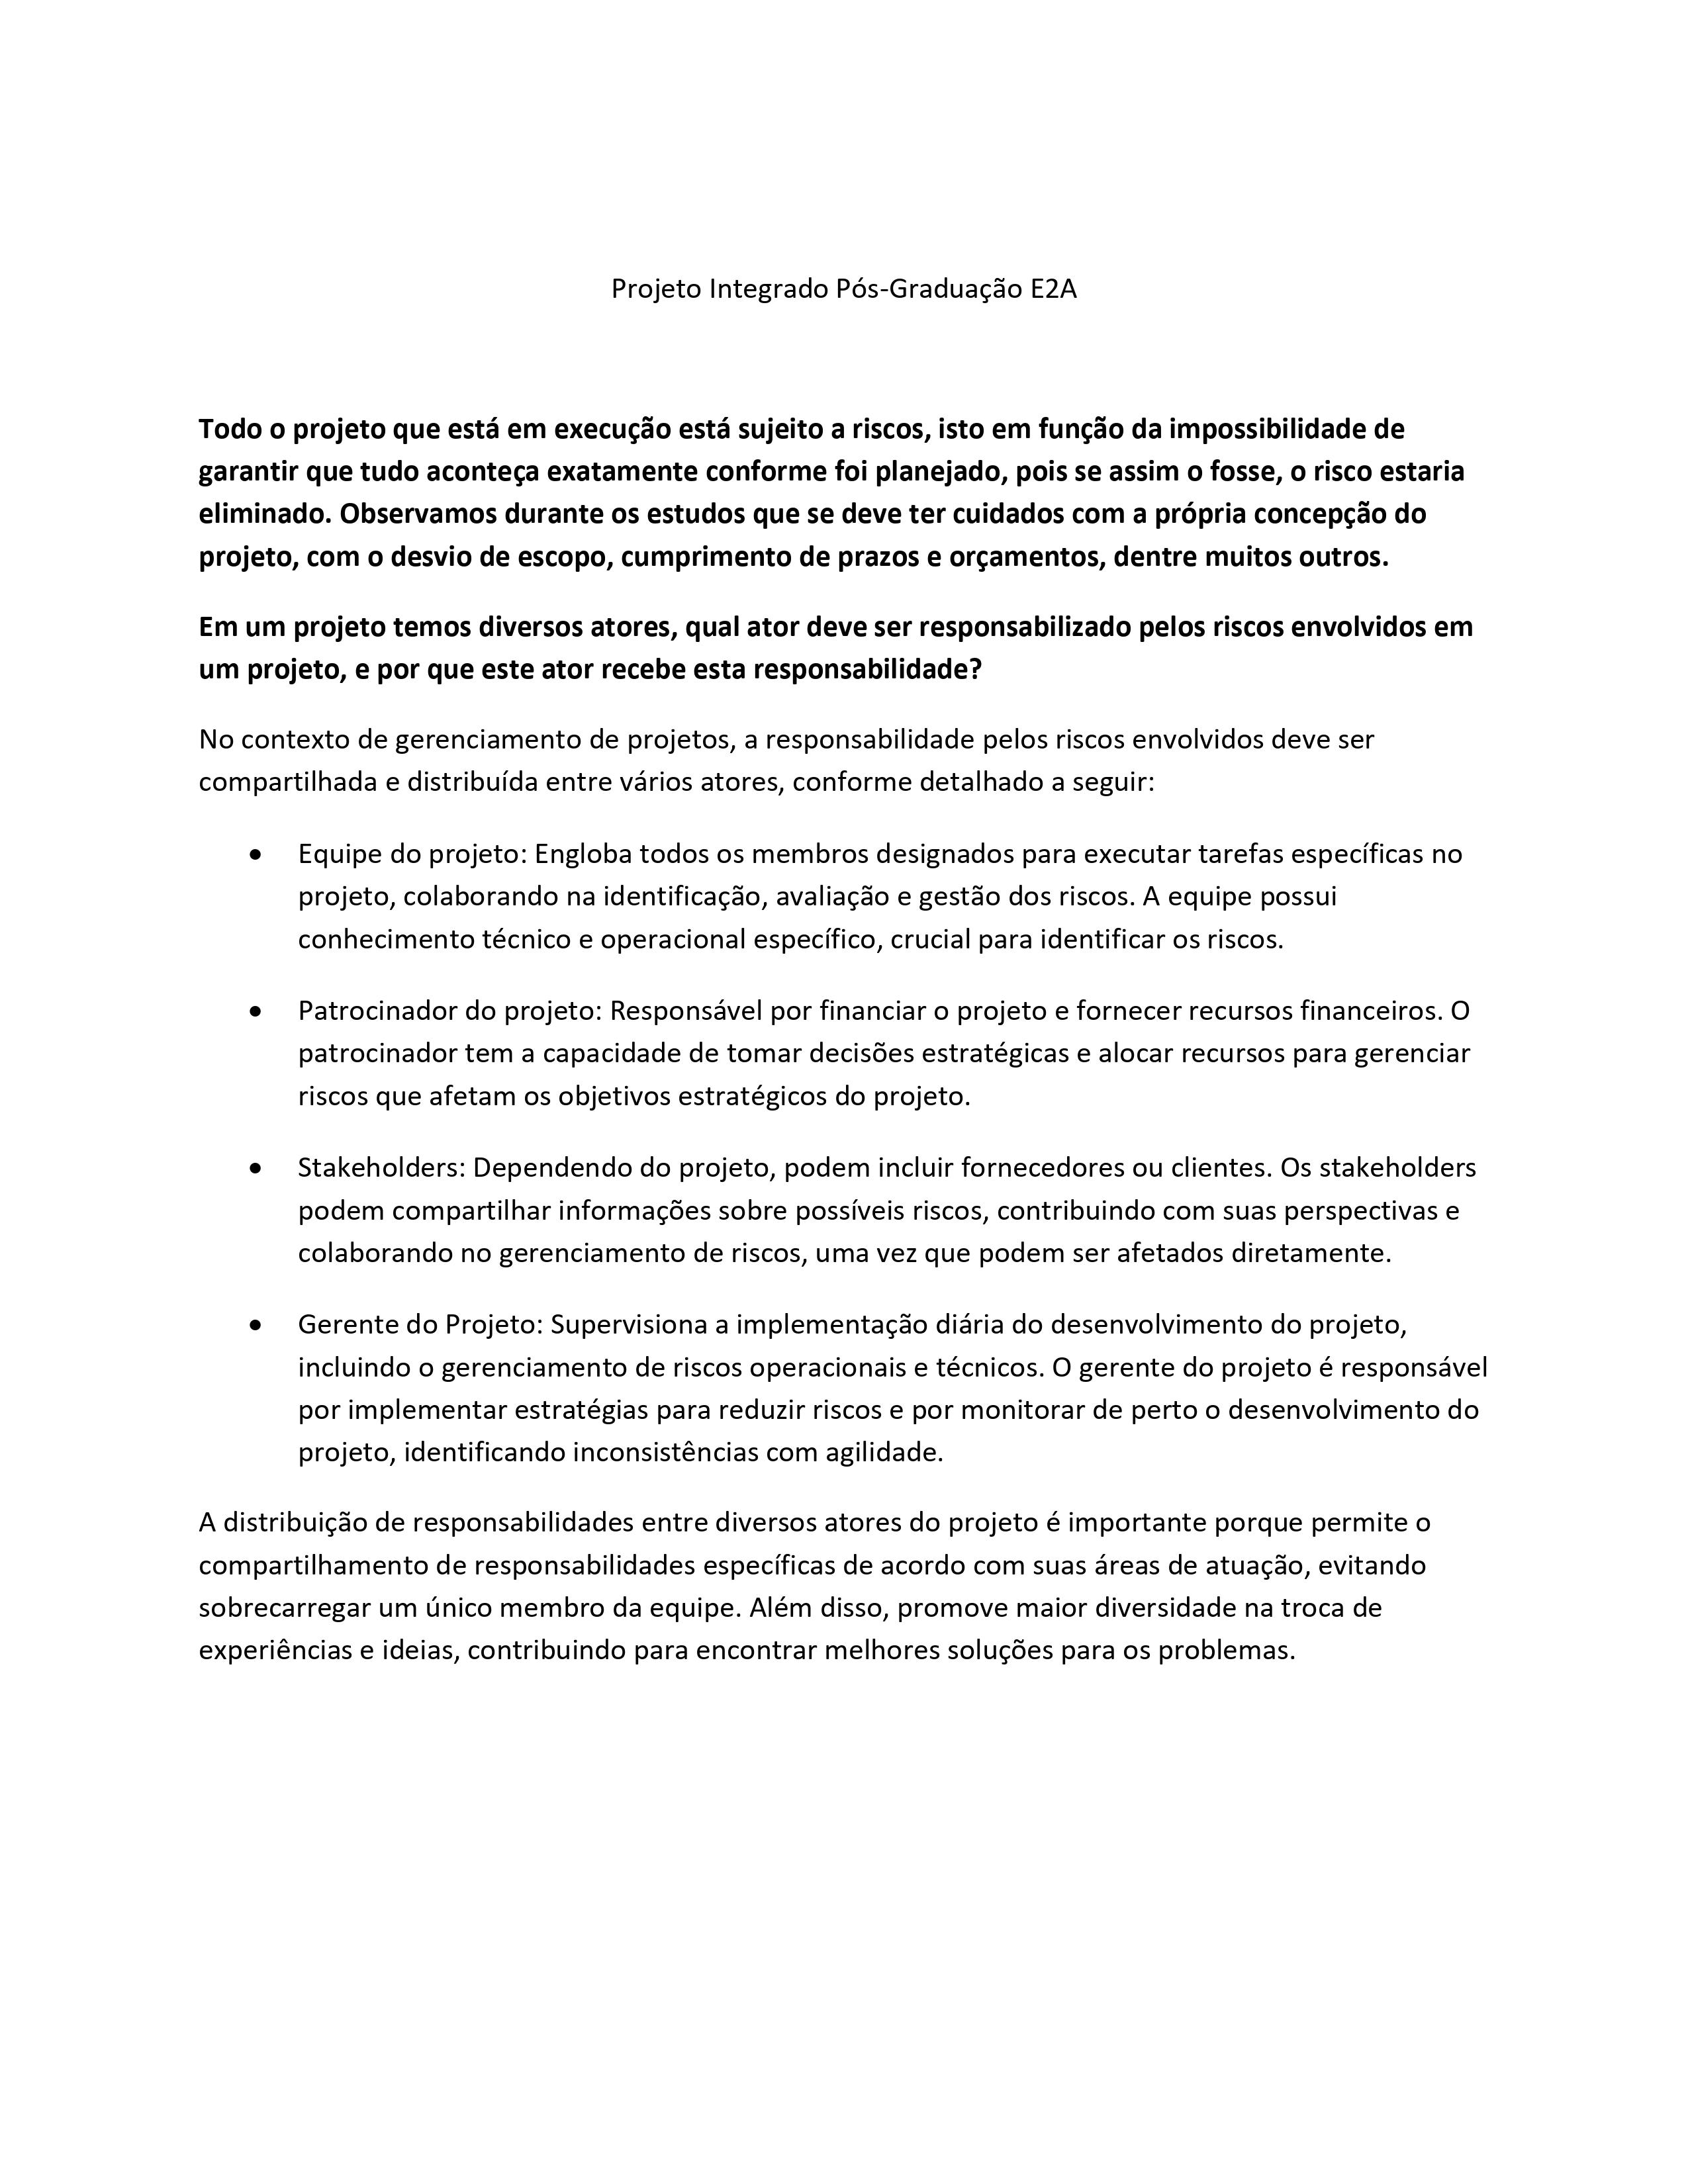 Projeto Integrado Pós-Graduação E2A
Todo o projeto que está em execução está sujeito a riscos, isto em função da impossibilidade de
garantir que tudo aconteça exatamente conforme foi planejado, pois se assim o fosse, o risco estaria
eliminado. Observamos durante os estudos que se deve ter cuidados com a própria concepção do
projeto, com o desvio de escopo, cumprimento de prazos e orçamentos, dentre muitos outros.
Em um projeto temos diversos atores, qual ator deve ser responsabilizado pelos riscos envolvidos em
um projeto, e por que este ator recebe esta responsabilidade?
No contexto de gerenciamento de projetos, a responsabilidade pelos riscos envolvidos deve ser
compartilhada e distribuída entre vários atores, conforme detalhado a seguir:
• Equipe do projeto: Engloba todos os membros designados para executar tarefas específicas no
projeto, colaborando na identificação, avaliação e gestão dos riscos. A equipe possui
conhecimento técnico e operacional específico, crucial para identificar os riscos.
• Patrocinador do projeto: Responsável por financiar o projeto e fornecer recursos financeiros. O
patrocinador tem a capacidade de tomar decisões estratégicas e alocar recursos para gerenciar
riscos que afetam os objetivos estratégicos do projeto.
• Stakeholders: Dependendo do projeto, podem incluir fornecedores ou clientes. Os stakeholders
podem compartilhar informações sobre possíveis riscos, contribuindo com suas perspectivas e
colaborando no gerenciamento de riscos, uma vez que podem ser afetados diretamente.
• Gerente do Projeto: Supervisiona a implementação diária do desenvolvimento do projeto,
incluindo o gerenciamento de riscos operacionais e técnicos. O gerente do projeto é responsável
por implementar estratégias para reduzir riscos e por monitorar de perto o desenvolvimento do
projeto, identificando inconsistências com agilidade.
A distribuição de responsabilidades entre diversos atores do projeto é importante porque permite o
compartilhamento de responsabilidades específicas de acordo com suas áreas de atuação, evitando
sobrecarregar um único membro da equipe. Além disso, promove maior diversidade na troca de
experiências e ideias, contribuindo para encontrar melhores soluções para os problemas.